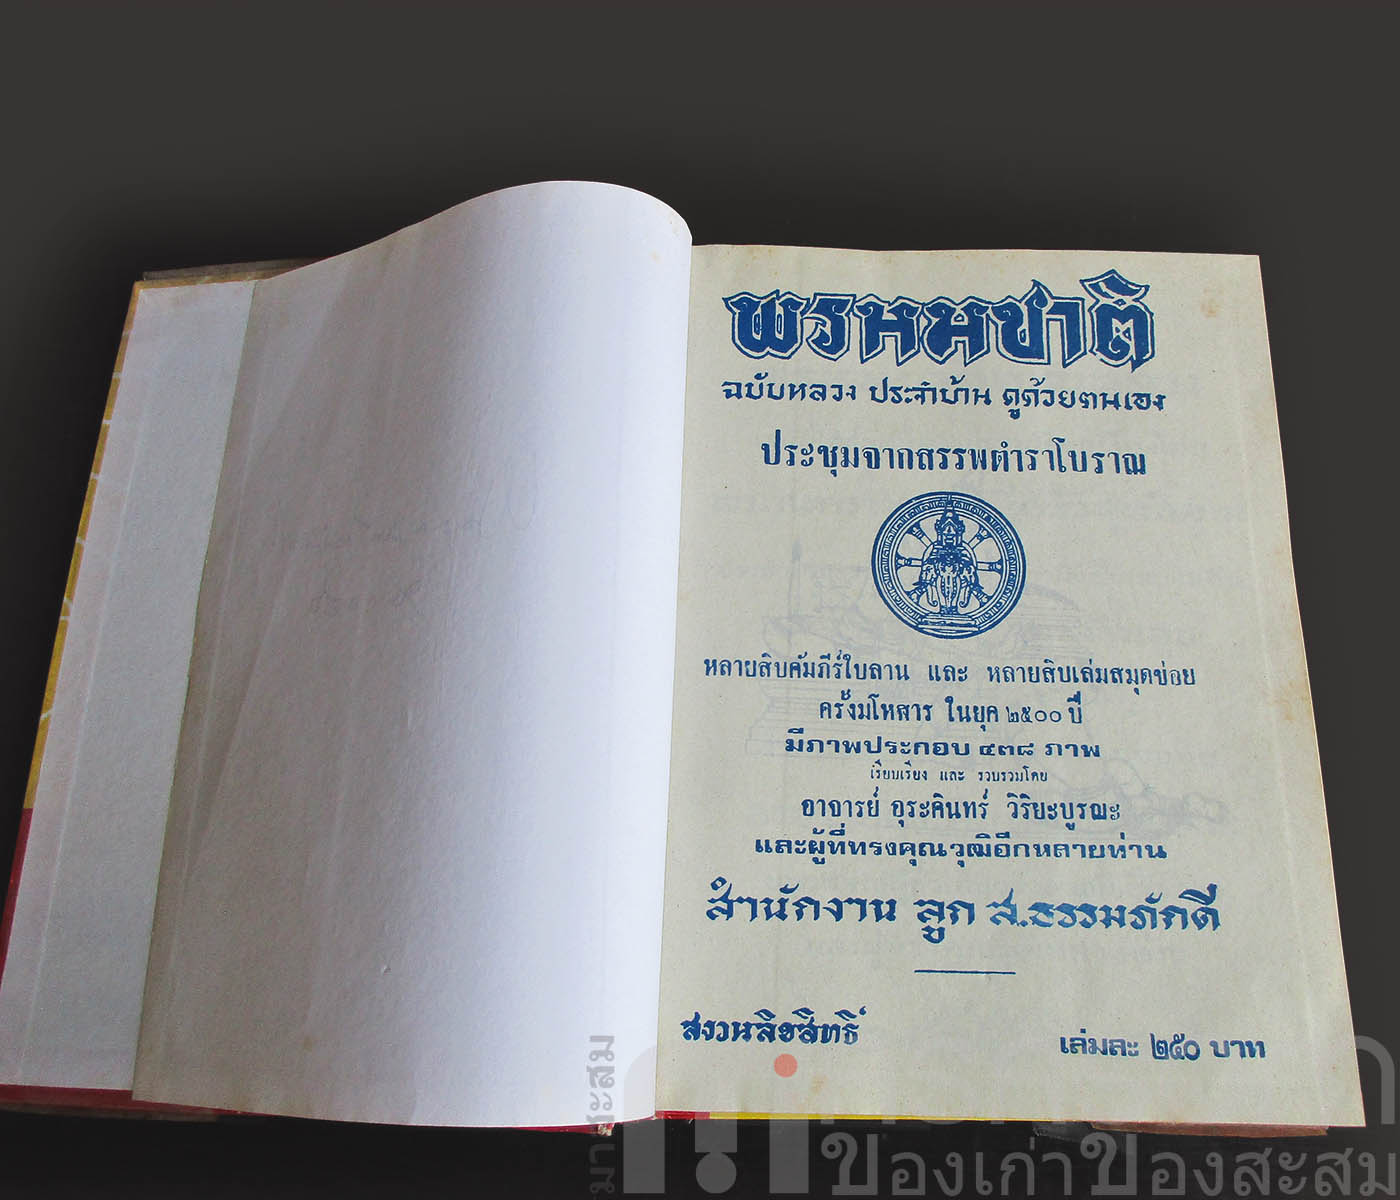 พรหมชาติ
ฉบับหลวง ประจำบ้าน ดูด้วยตนเอง
ประชุมจากสรรพตำราโบราณ
หลายสิบคัมภีร์ใบลาน และ หลายสิบเล่มสมุดข่อย
ครั้งมโหสาร ในยุค ๒๕๐๐ ปี
มีภาพประกอบ ๔๓๘ ภาพ
เรียบเรียง และ รวบรวมโดย
อาจารย์ อุระคินทร์ วิริยะบูรณะ
และผู้ที่ทรงคุณวุฒิอีกหลายท่าน
สำนักงาน ลูก ส.ธรรมภักดี
สงวนลิขสิทธิ์
เล่มละ ๒๕๐ บาท
มาสะสม
ของเก่าของสะสม